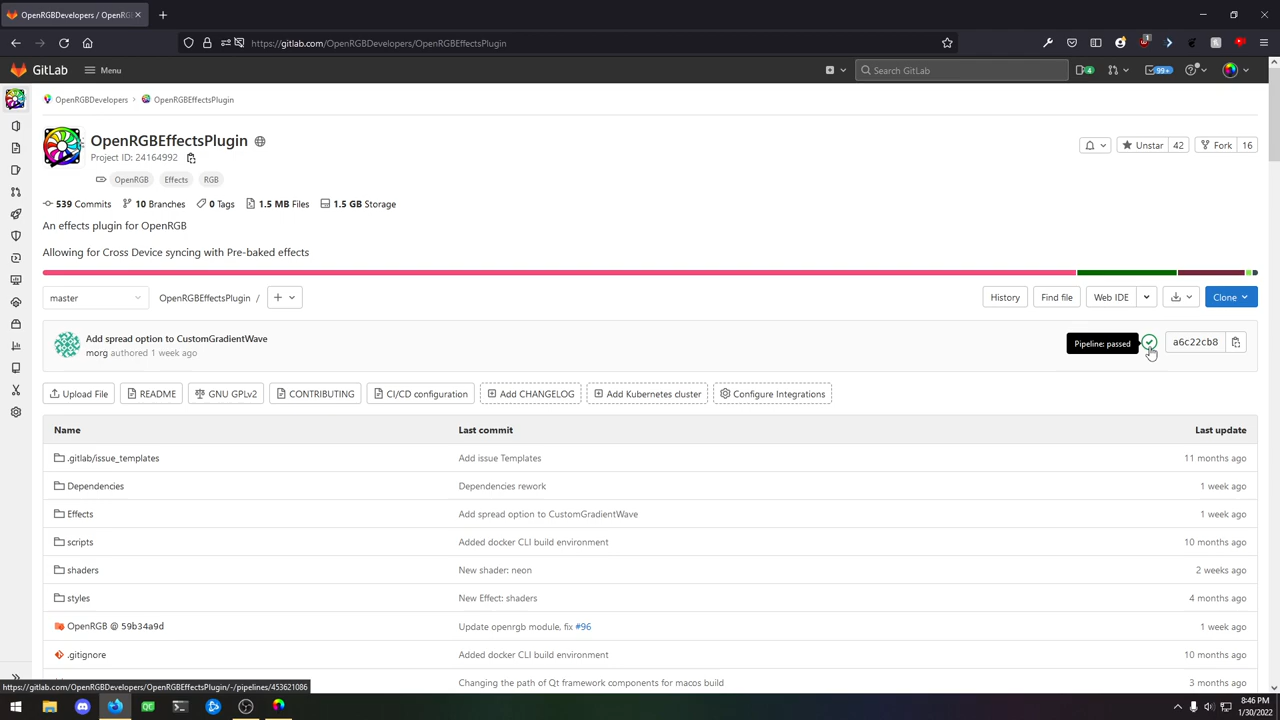 OpenRGBDevelopers / OpenRG
https://gitlab.com/OpenRGBDevelopers/OpenRGBEffectsPlugin
GitLab
Menu
Search GitLab
4
99+
OpenRGBDevelopers
OpenRGBEffectsPlugin
OpenRGBEffectsPlugin
Project ID: 24164992
Unstar
42
Fork
16
OpenRGB
Effects
RGB
539 Commits
10 Branches
0 Tags
1.5 MB Files
1.5 GB Storage
An effects plugin for OpenRGB
Allowing for Cross Device syncing with Pre-baked effects
master
OpenRGBEffectsPlugin /
History
Find file
Web IDE
Clone
Add spread option to CustomGradientWave
morg authored 1 week ago
Pipeline: passed
a6c22cb8
Upload File
README
GNU GPLv2
CONTRIBUTING
CI/CD configuration
Add CHANGELOG
Add Kubernetes cluster
Configure Integrations
Name
Last commit
Last update
.gitlab/issue_templates
Add issue Templates
11 months ago
Dependencies
Dependencies rework
1 week ago
Effects
Add spread option to CustomGradientWave
1 week ago
scripts
Added docker CLI build environment
10 months ago
shaders
New shader: neon
2 weeks ago
styles
New Effect: shaders
4 months ago
OpenRGB @ 59b34a9d
Update openrgb module, fix #96
1 week ago
.gitignore
Added docker CLI build environment
10 months ago
Changing the path of Qt framework components for macos build
3 months ago
https://gitlab.com/OpenRGBDevelopers/OpenRGBEffectsPlugin/-/pipelines/453621086
8:46 PM
1/30/2022